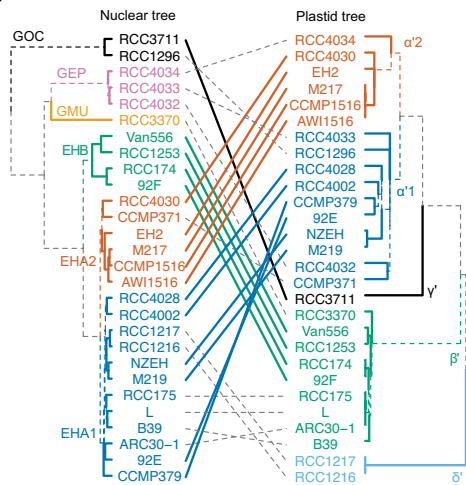 Nuclear tree
Plastid tree
GOC
RCC3711
RCC1296
GEP
RCC4034
RCC4033
RCC4032
GMU
RCC3370
EHB
Van556
RCC1253
RCC174
92F
RCC4030
CCMP371
EH2
M217
EHA2
CCMP1516
AWI1516
RCC4028
RCC4002
RCC1217
RCC1216
NZEH
M219
RCC175
L
B39
EHA1
ARC30-1
92E
CCMP379
RCC4034
RCC4030
EH2
M217
CCMP1516
AWI1516
RCC4033
RCC1296
RCC4028
RCC4002
CCMP379
92E
NZEH
M219
RCC4032
CCMP371
RCC3711
RCC3370
Van556
RCC1253
RCC174
92F
RCC175
L
ARC30-1
B39
RCC1217
RCC1216
α'2
α'1
γ'
β'
δ'